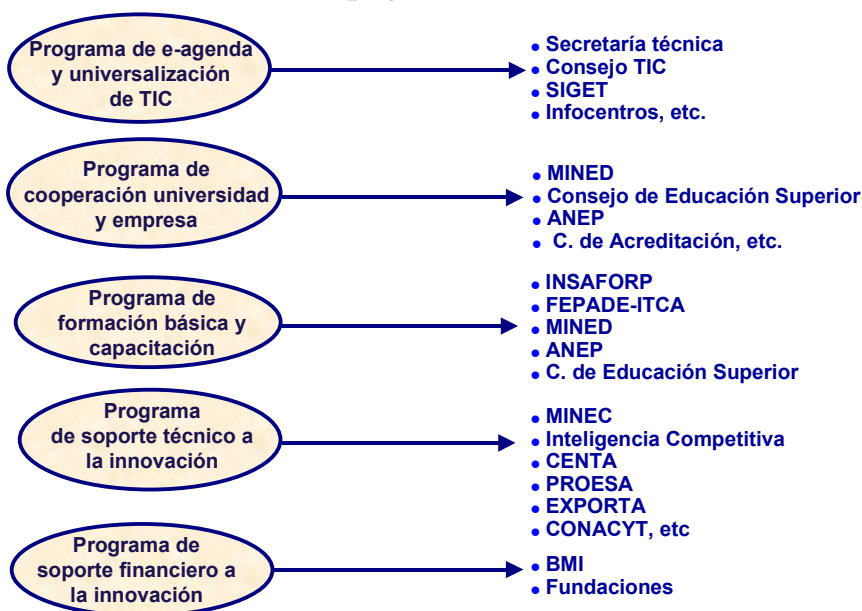 Programa de e-agenda
y universalización
de TIC
• Secretaría técnica
• Consejo TIC
• SIGET
• Infocentros, etc.
Programa de
cooperación universidad
y empresa
• MINED
• Consejo de Educación Superior
• ANEP
• C. de Acreditación, etc.
Programa de
formación básica y
capacitación
• INSAFORP
• FEPADE-ITCA
• MINED
• ANEP
• C. de Educación Superior
Programa
de soporte técnico a
la innovación
• MINEC
• Inteligencia Competitiva
• CENTA
• PROESA
• EXPORTA
• CONACYT, etc
Programa de
soporte financiero a
la innovación
• BMI
• Fundaciones